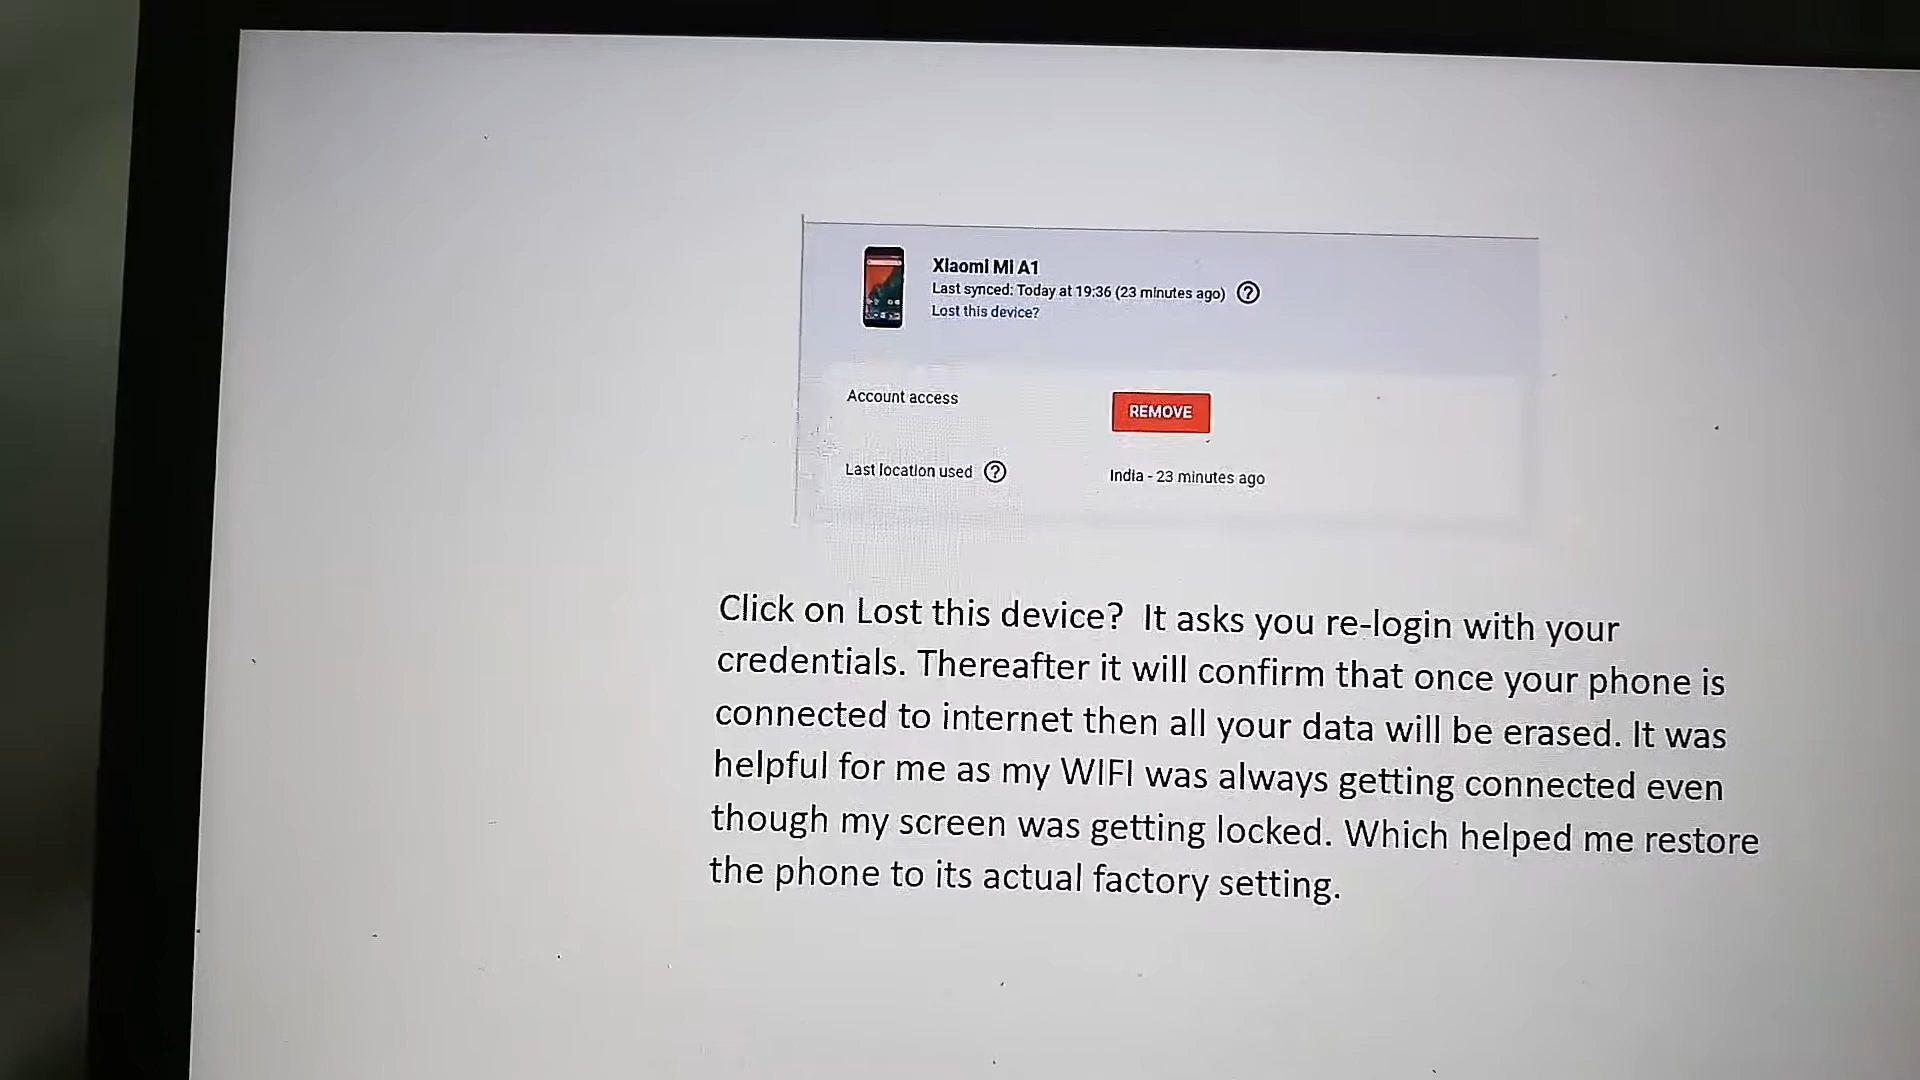 Xiaomi Mi A1
Last synced: Today at 19:36 (23 minutes ago) ?
Lost this device?
Account access
REMOVE
Last location used ?
India - 23 minutes ago
Click on Lost this device?  It asks you re-login with your
credentials. Thereafter it will confirm that once your phone is
connected to internet then all your data will be erased. It was
helpful for me as my WIFI was always getting connected even
though my screen was getting locked. Which helped me restore
the phone to its actual factory setting.